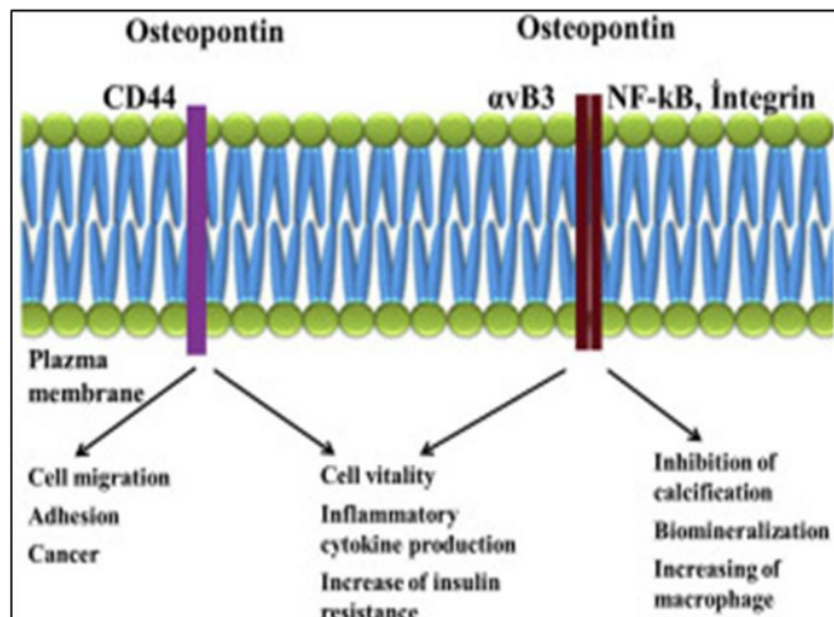 Osteopontin
Osteopontin
CD44
αvB3
NF-kB, İntegrin
Plazma
membrane
Cell migration
Adhesion
Cancer
Cell vitality
Inflammatory
cytokine production
Increase of insulin
resistance
Inhibition of
calcification
Biomineralization
Increasing of
macrophage